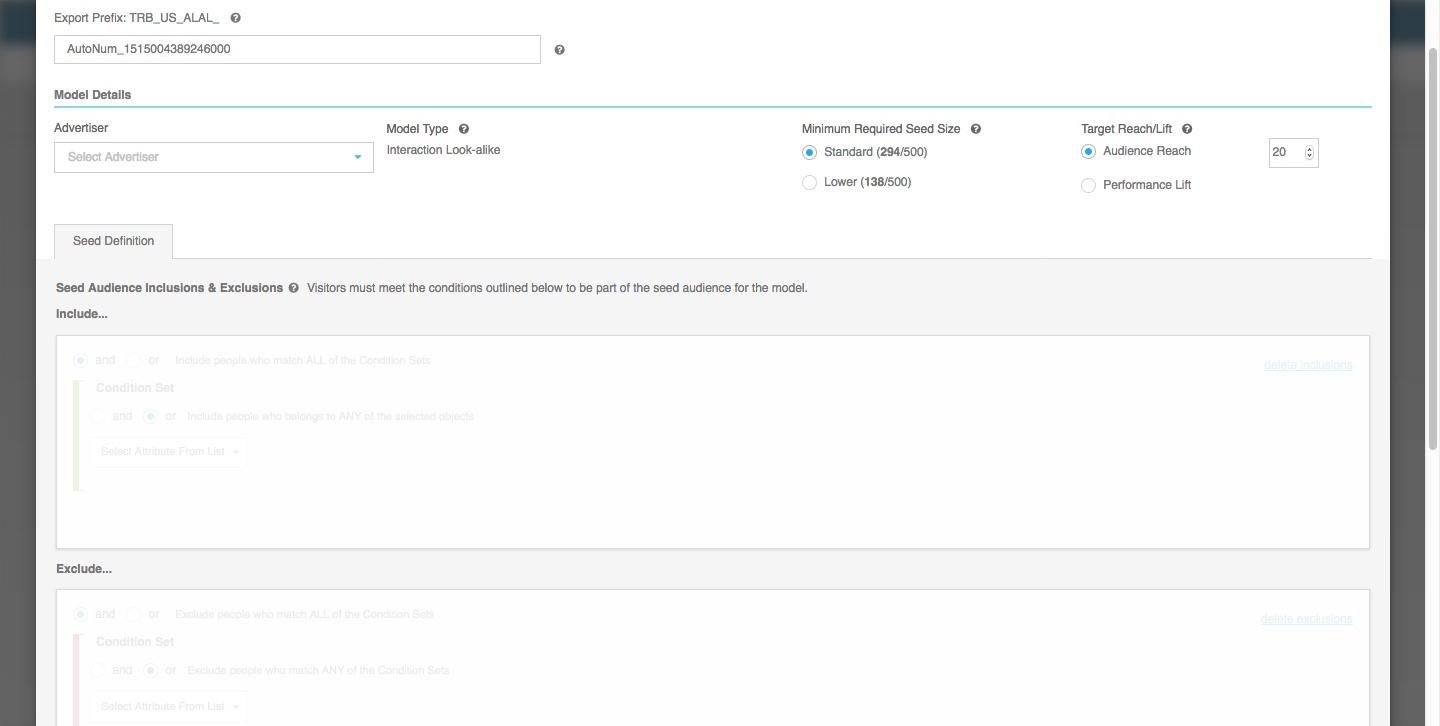 Export Prefix: TRB_US_ALAL_
AutoNum_1515004389246000
Model Details
Advertiser
Select Advertiser
Model Type
Interaction Look-alike
Minimum Required Seed Size
Standard (294/500)
Lower (138/500)
Target Reach/Lift
Audience Reach
20
Performance Lift
Seed Definition
Seed Audience Inclusions & Exclusions Visitors must meet the conditions outlined below to be part of the seed audience for the model.
Include...
and or Include people who match ALL of the Condition Sets
delete inclusions
Condition Set
and or Include people who belongs to ANY of the selected objects
Select Attribute From List
Exclude...
and or Exclude people who match ALL of the Condition Sets
delete exclusions
Condition Set
and or Exclude people who match ANY of the Condition Sets
Select Attribute From List